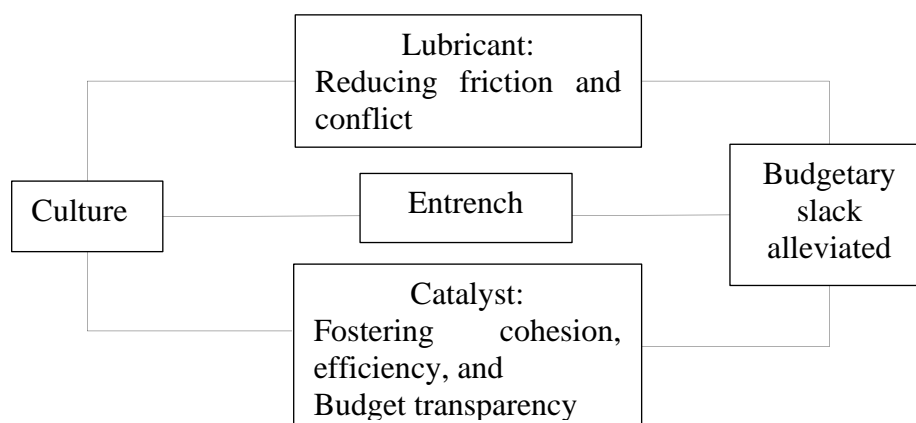 Lubricant:
Reducing friction and
conflict
Culture
Entrench
Budgetary
slack
alleviated
Catalyst:
Fostering cohesion,
efficiency, and
Budget transparency